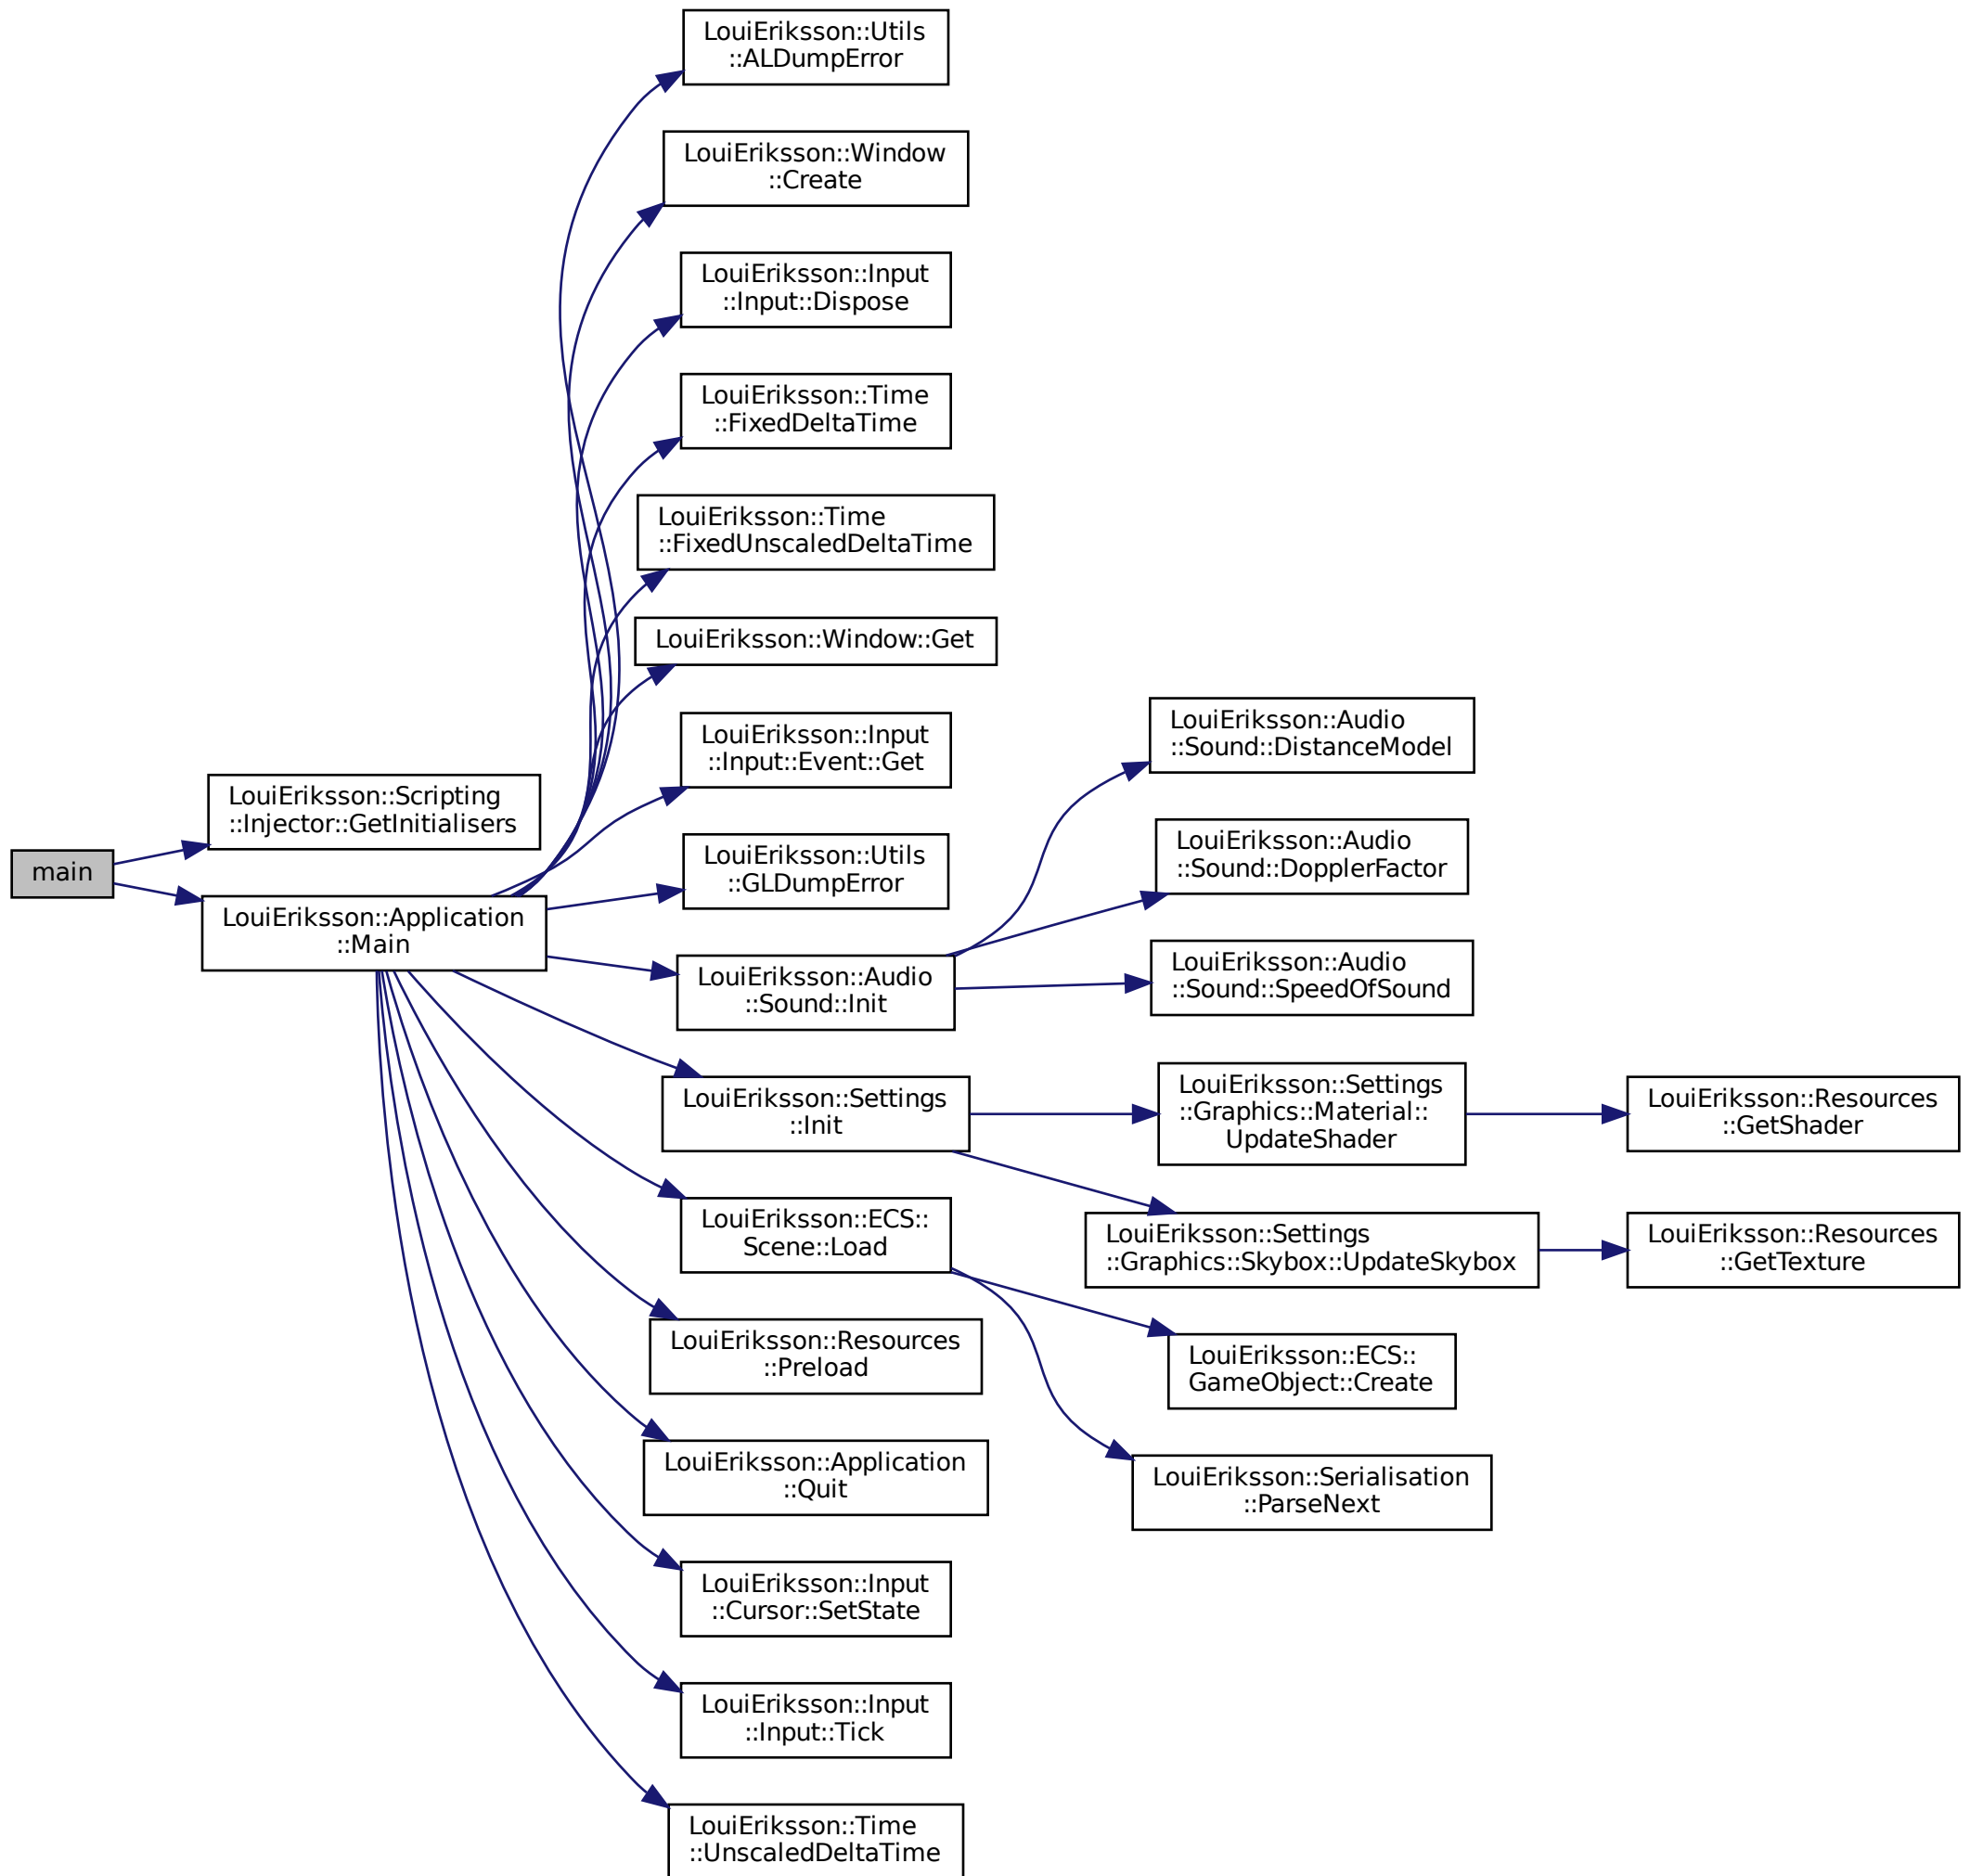 main
LouiEriksson::Scripting
::Injector::GetInitialisers
LouiEriksson::Application
::Main
LouiEriksson::Utils
::ALDumpError
LouiEriksson::Window
::Create
LouiEriksson::Input
::Input::Dispose
LouiEriksson::Time
::FixedDeltaTime
LouiEriksson::Time
::FixedUnscaledDeltaTime
LouiEriksson::Window::Get
LouiEriksson::Input
::Input::Event::Get
LouiEriksson::Utils
::GLDumpError
LouiEriksson::Audio
::Sound::Init
LouiEriksson::Settings
::Init
LouiEriksson::ECS::
Scene::Load
LouiEriksson::Resources
::Preload
LouiEriksson::Application
::Quit
LouiEriksson::Input
::Cursor::SetState
LouiEriksson::Input
::Input::Tick
LouiEriksson::Time
::UnscaledDeltaTime
LouiEriksson::Audio
::Sound::DistanceModel
LouiEriksson::Audio
::Sound::DopplerFactor
LouiEriksson::Audio
::Sound::SpeedOfSound
LouiEriksson::Settings
::Graphics::Material::
UpdateShader
LouiEriksson::Settings
::Graphics::Skybox::UpdateSkybox
LouiEriksson::ECS::
GameObject::Create
LouiEriksson::Serialisation
::ParseNext
LouiEriksson::Resources
::GetShader
LouiEriksson::Resources
::GetTexture